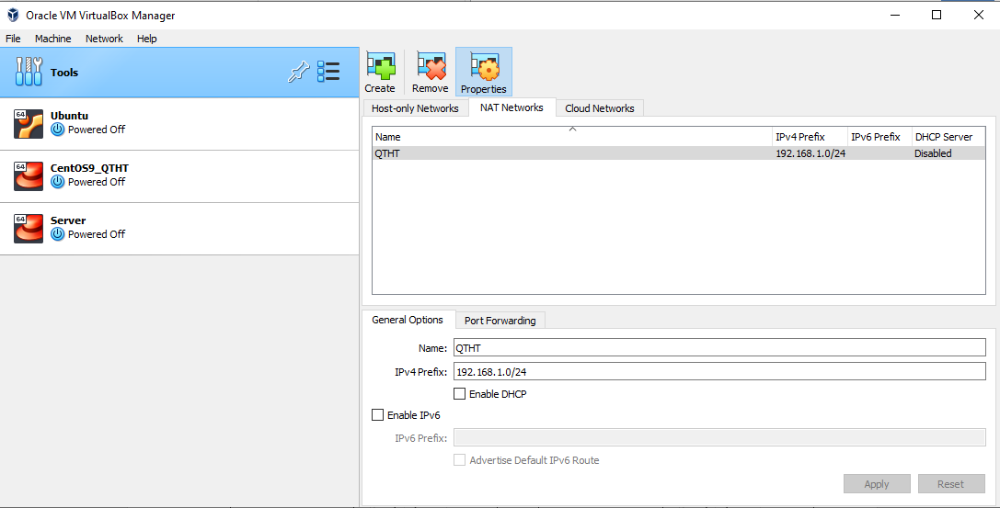 Oracle VM VirtualBox Manager
File Machine Network Help
Tools
64
Ubuntu
Powered Off
64
CentOS9_QTHT
Powered Off
64
Server
Powered Off
Create Remove Properties
Host-only Networks NAT Networks Cloud Networks
Name IPv4 Prefix IPv6 Prefix DHCP Server
QTHT 192.168.1.0/24 Disabled
General Options Port Forwarding
Name: QTHT
IPv4 Prefix: 192.168.1.0/24
Enable DHCP
Enable IPv6
IPv6 Prefix:
Advertise Default IPv6 Route
Apply Reset